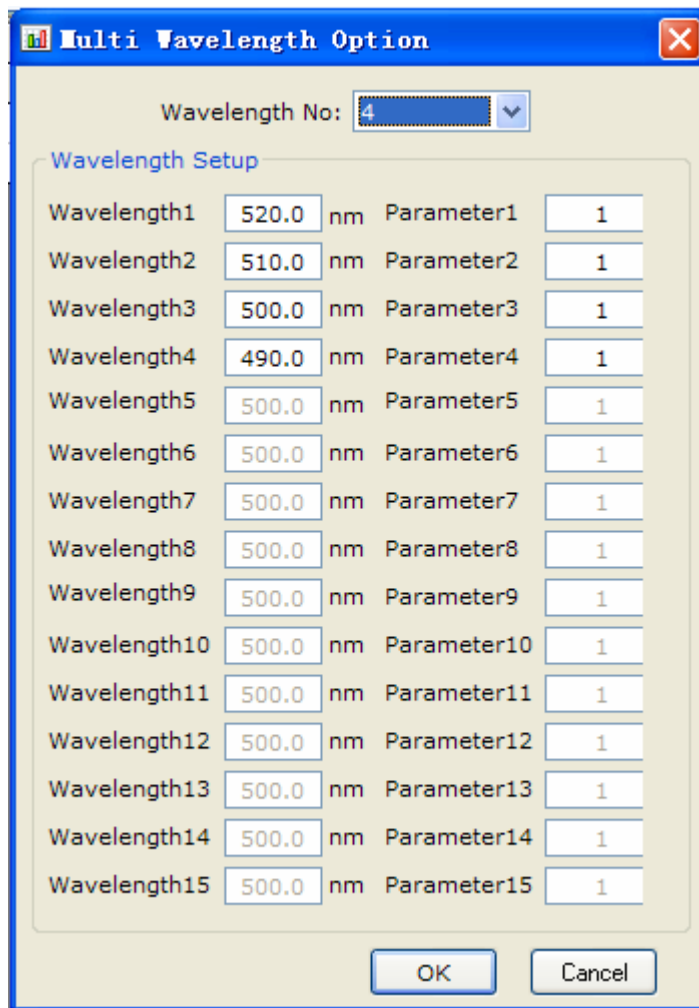 Multi Wavelength Option
Wavelength No: 4
Wavelength Setup
Wavelength1 520.0 nm Parameter1 1
Wavelength2 510.0 nm Parameter2 1
Wavelength3 500.0 nm Parameter3 1
Wavelength4 490.0 nm Parameter4 1
Wavelength5 500.0 nm Parameter5 1
Wavelength6 500.0 nm Parameter6 1
Wavelength7 500.0 nm Parameter7 1
Wavelength8 500.0 nm Parameter8 1
Wavelength9 500.0 nm Parameter9 1
Wavelength10 500.0 nm Parameter10 1
Wavelength11 500.0 nm Parameter11 1
Wavelength12 500.0 nm Parameter12 1
Wavelength13 500.0 nm Parameter13 1
Wavelength14 500.0 nm Parameter14 1
Wavelength15 500.0 nm Parameter15 1
OK Cancel